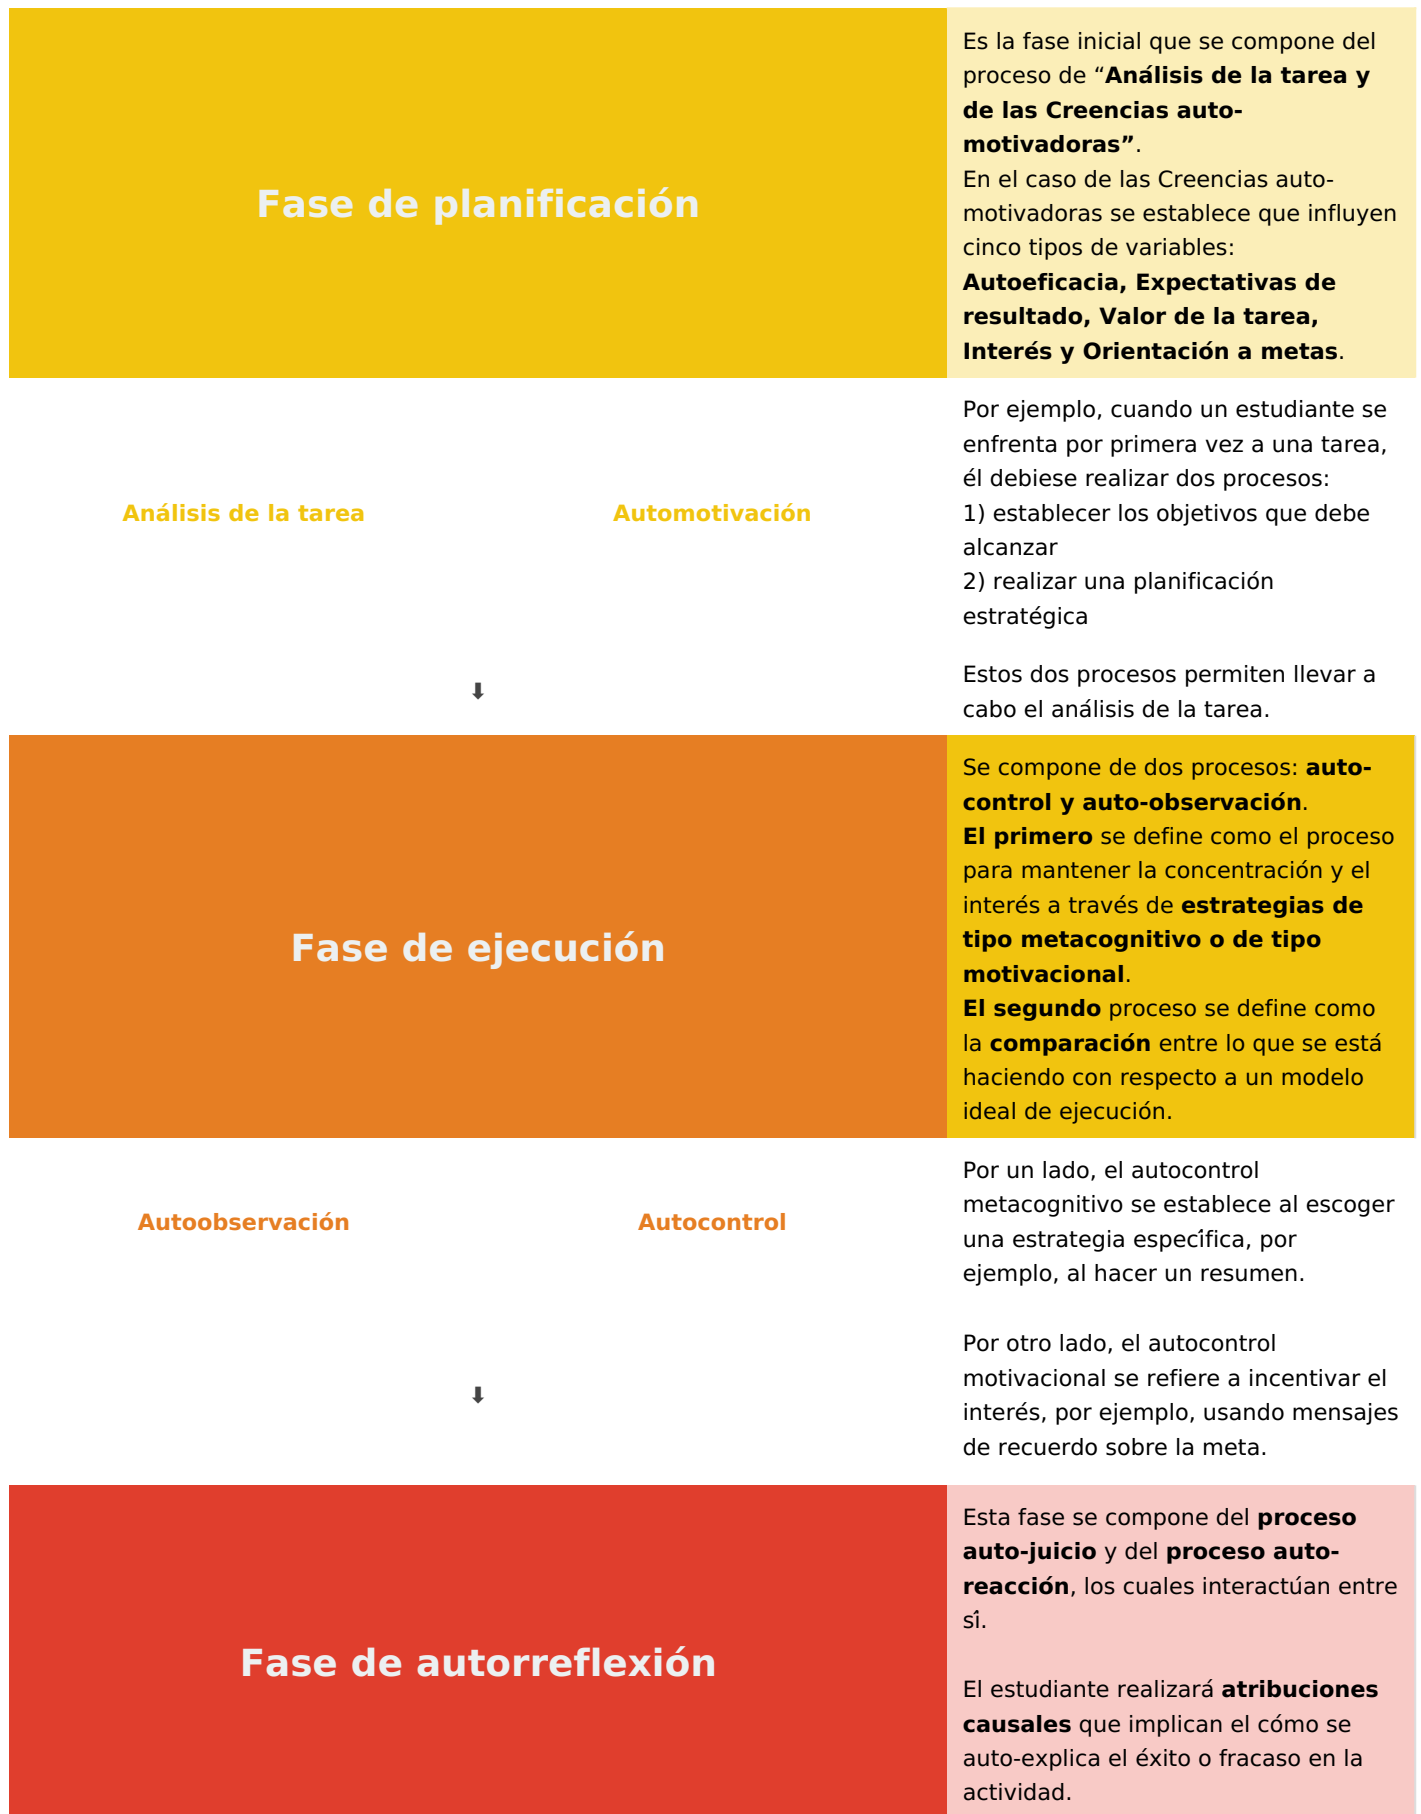 Fase de planificación
Es la fase inicial que se compone del
proceso de “Análisis de la tarea y
de las Creencias auto-
motivadoras”.
En el caso de las Creencias auto-
motivadoras se establece que influyen
cinco tipos de variables:
Autoeficacia, Expectativas de
resultado, Valor de la tarea,
Interés y Orientación a metas.
Análisis de la tarea
Automotivación
Por ejemplo, cuando un estudiante se
enfrenta por primera vez a una tarea,
él debiese realizar dos procesos:
1) establecer los objetivos que debe
alcanzar
2) realizar una planificación
estratégica
⬇
Estos dos procesos permiten llevar a
cabo el análisis de la tarea.
Fase de ejecución
Se compone de dos procesos: auto-
control y auto-observación.
El primero se define como el proceso
para mantener la concentración y el
interés a través de estrategias de
tipo metacognitivo o de tipo
motivacional.
El segundo proceso se define como
la comparación entre lo que se está
haciendo con respecto a un modelo
ideal de ejecución.
Autoobservación
Autocontrol
Por un lado, el autocontrol
metacognitivo se establece al escoger
una estrategia específica, por
ejemplo, al hacer un resumen.
⬇
Por otro lado, el autocontrol
motivacional se refiere a incentivar el
interés, por ejemplo, usando mensajes
de recuerdo sobre la meta.
Fase de autorreflexión
Esta fase se compone del proceso
auto-juicio y del proceso auto-
reacción, los cuales interactúan entre
sí.
El estudiante realizará atribuciones
causales que implican el cómo se
auto-explica el éxito o fracaso en la
actividad.